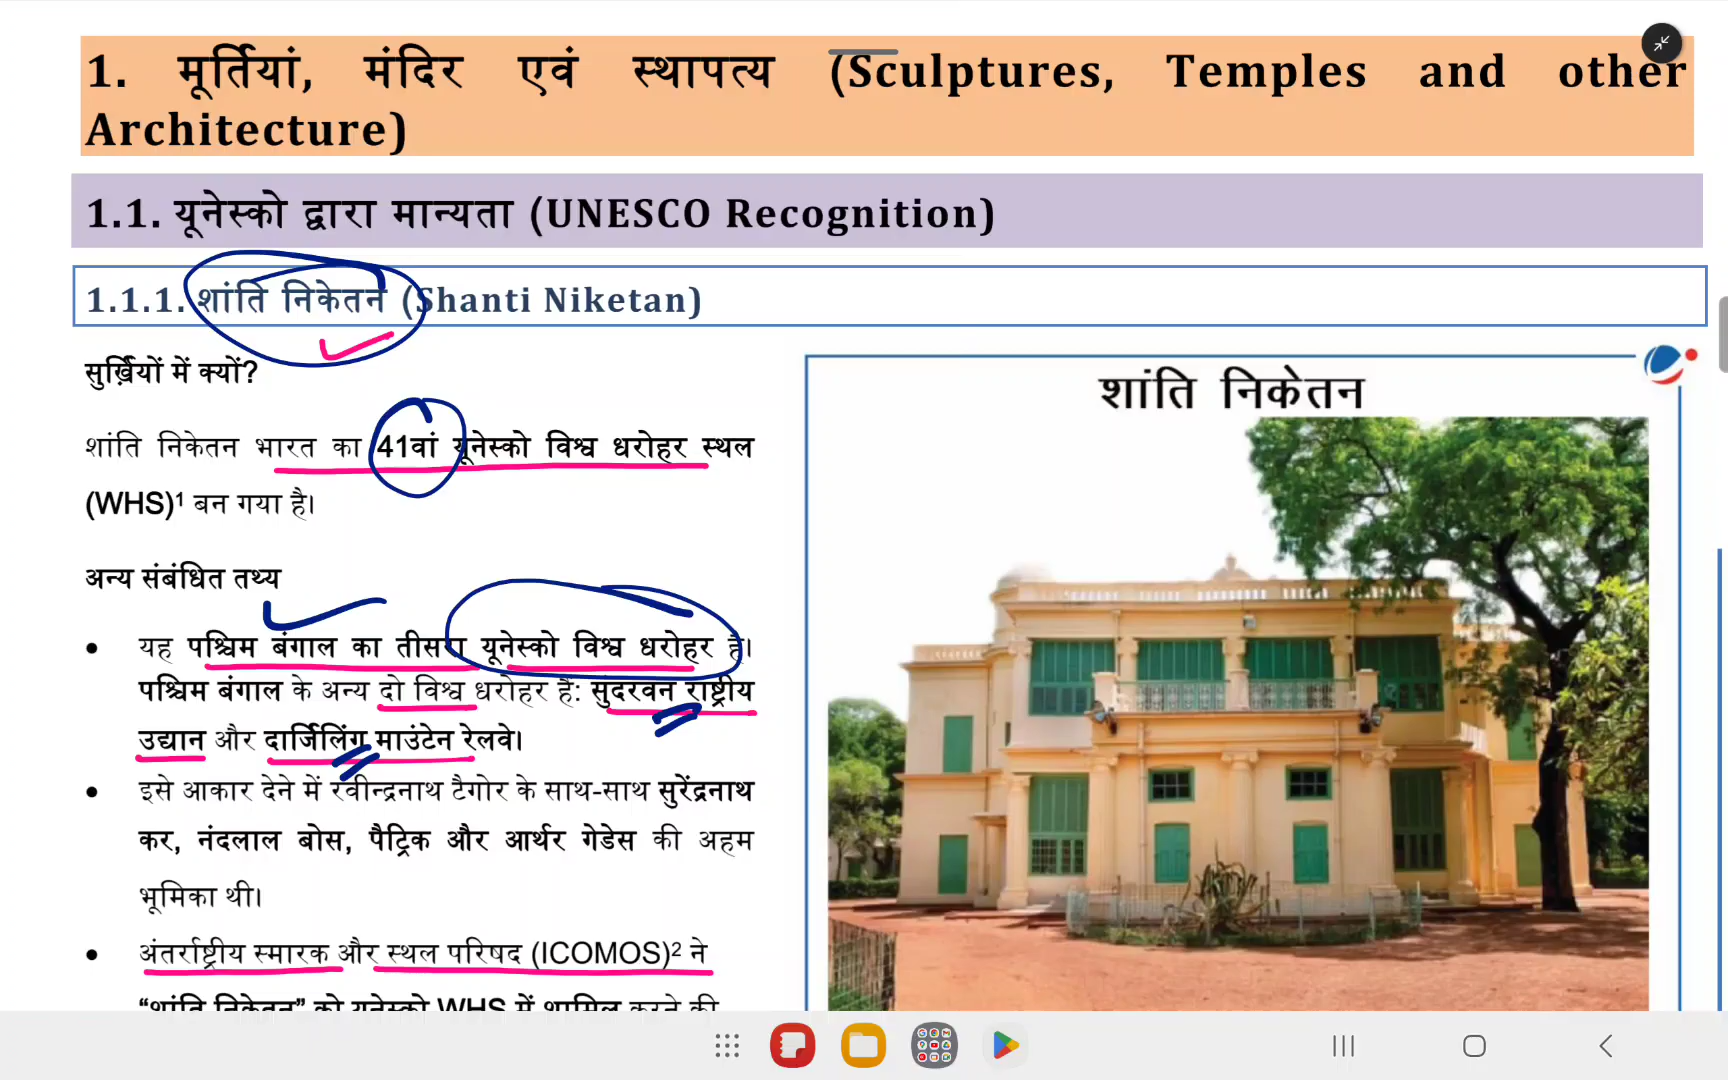 1. मूर्तियां, मंदिर एवं स्थापत्य (Sculptures, Temples and other
Architecture)
1.1. यूनेस्को द्वारा मान्यता (UNESCO Recognition)
1.1.1. शांति निकेतन (Shanti Niketan)
सुर्ख़ियों में क्यों?
शांति निकेतन भारत का 41वां यूनेस्को विश्व धरोहर स्थल
(WHS)¹ बन गया है।
अन्य संबंधित तथ्य
• यह पश्चिम बंगाल का तीसरा यूनेस्को विश्व धरोहर है।
पश्चिम बंगाल के अन्य दो विश्व धरोहर हैं: सुंदरवन राष्ट्रीय
उद्यान और दार्जिलिंग माउंटेन रेलवे।
• इसे आकार देने में रवीन्द्रनाथ टैगोर के साथ-साथ सुरेंद्रनाथ
कर, नंदलाल बोस, पैट्रिक और आर्थर गेडेस की अहम
भूमिका थी।
• अंतर्राष्ट्रीय स्मारक और स्थल परिषद (ICOMOS)² ने
“शांति निकेतन” को यूनेस्को WHS में शामिल करने की
शांति निकेतन